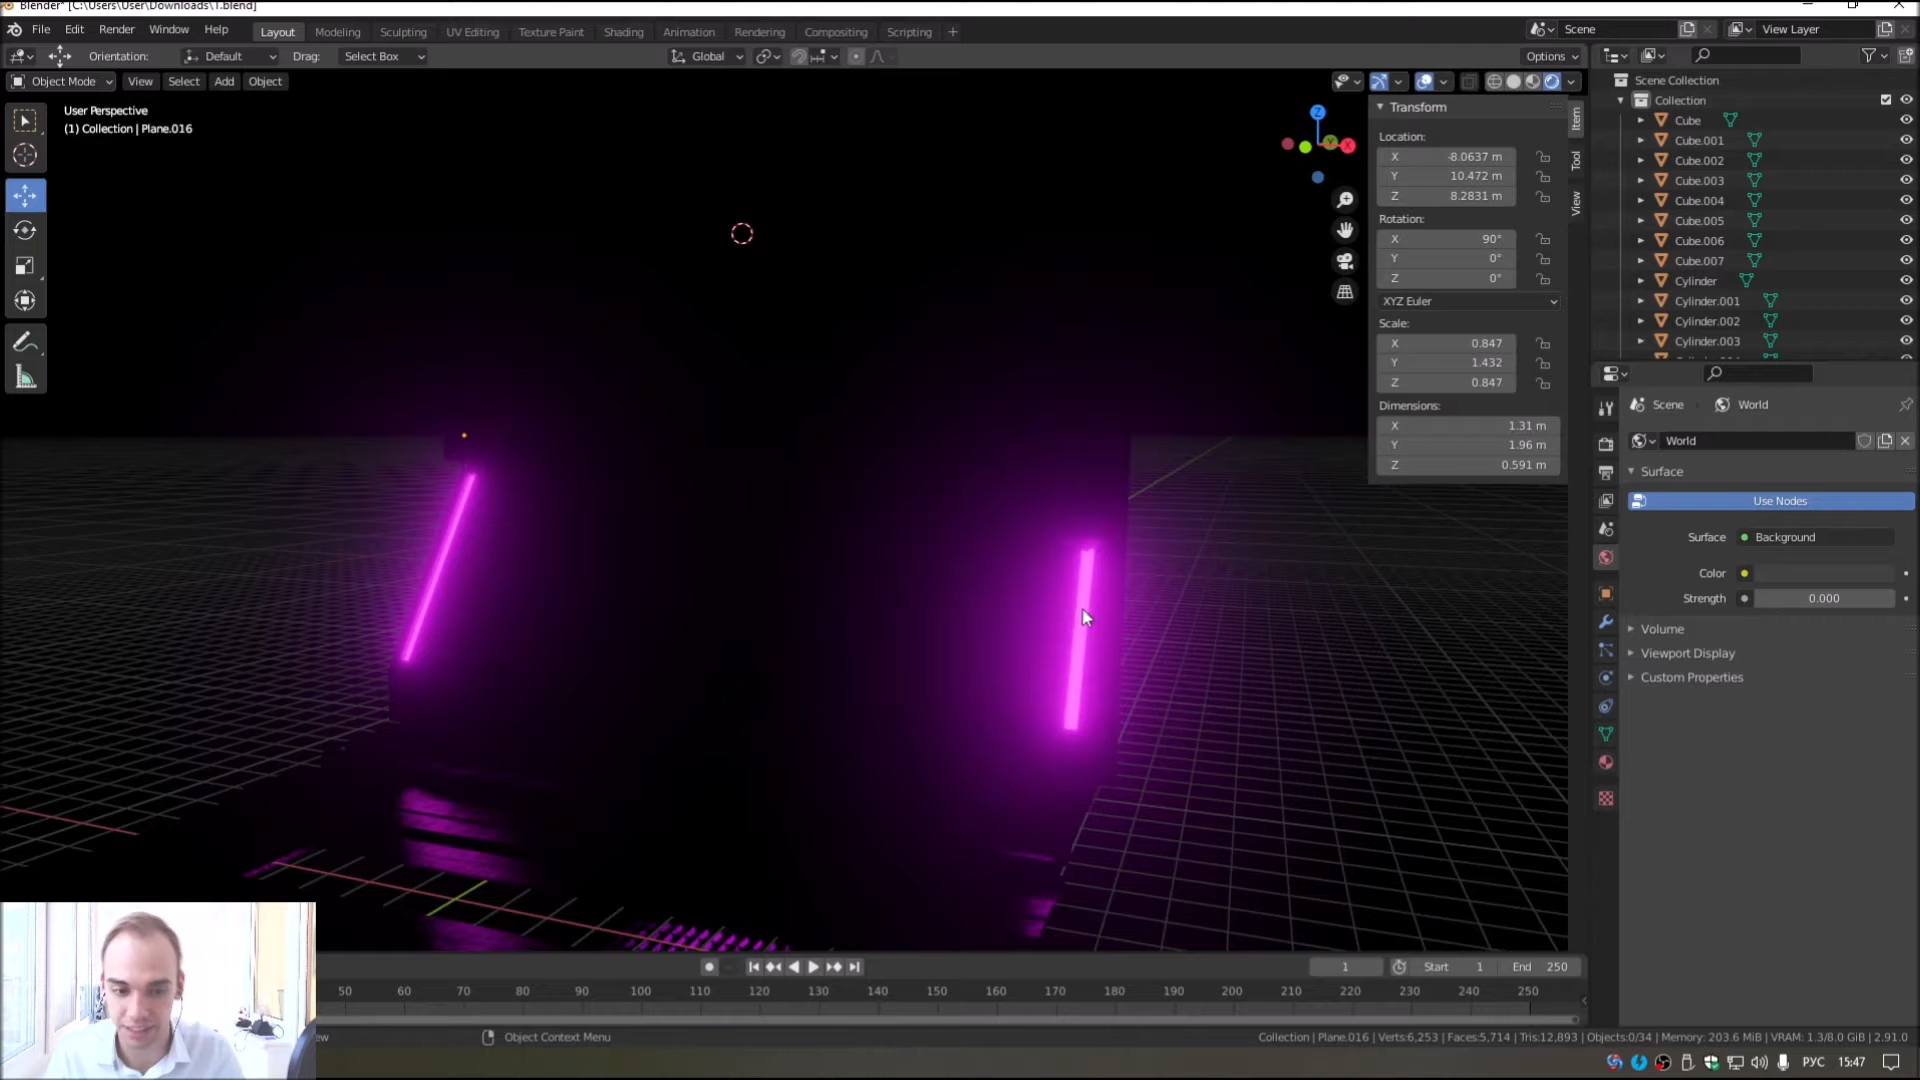 Blender* [C:\Users\User\Downloads\1.blend]
File Edit Render Window Help
Layout Modeling Sculpting UV Editing Texture Paint Shading Animation Rendering Compositing Scripting +
Scene
View Layer
Orientation: Default Drag: Select Box
Global
Options
Object Mode View Select Add Object
User Perspective
(1) Collection | Plane.016
X
Z
Transform
Location:
X -8.0637 m
Y 10.472 m
Z 8.2831 m
Rotation:
X 90°
Y 0°
Z 0°
XYZ Euler
Scale:
X 0.847
Y 1.432
Z 0.847
Dimensions:
X 1.31 m
Y 1.96 m
Z 0.591 m
Item
Tool
View
Scene Collection
Collection
Cube
Cube.001
Cube.002
Cube.003
Cube.004
Cube.005
Cube.006
Cube.007
Cylinder
Cylinder.001
Cylinder.002
Cylinder.003
Scene World
World
Surface
Use Nodes
Surface Background
Color
Strength 0.000
Volume
Viewport Display
Custom Properties
1 Start 1 End 250
50 60 70 80 90 100 110 120 130 140 150 160 170 180 190 200 210 220 230 240 250
Object Context Menu
Collection | Plane.016 | Verts:6,253 | Faces:5,714 | Tris:12,893 | Objects:0/34 | Memory: 203.6 MiB | VRAM: 1.3/8.0 GiB | 2.91.0
РУС 15:47